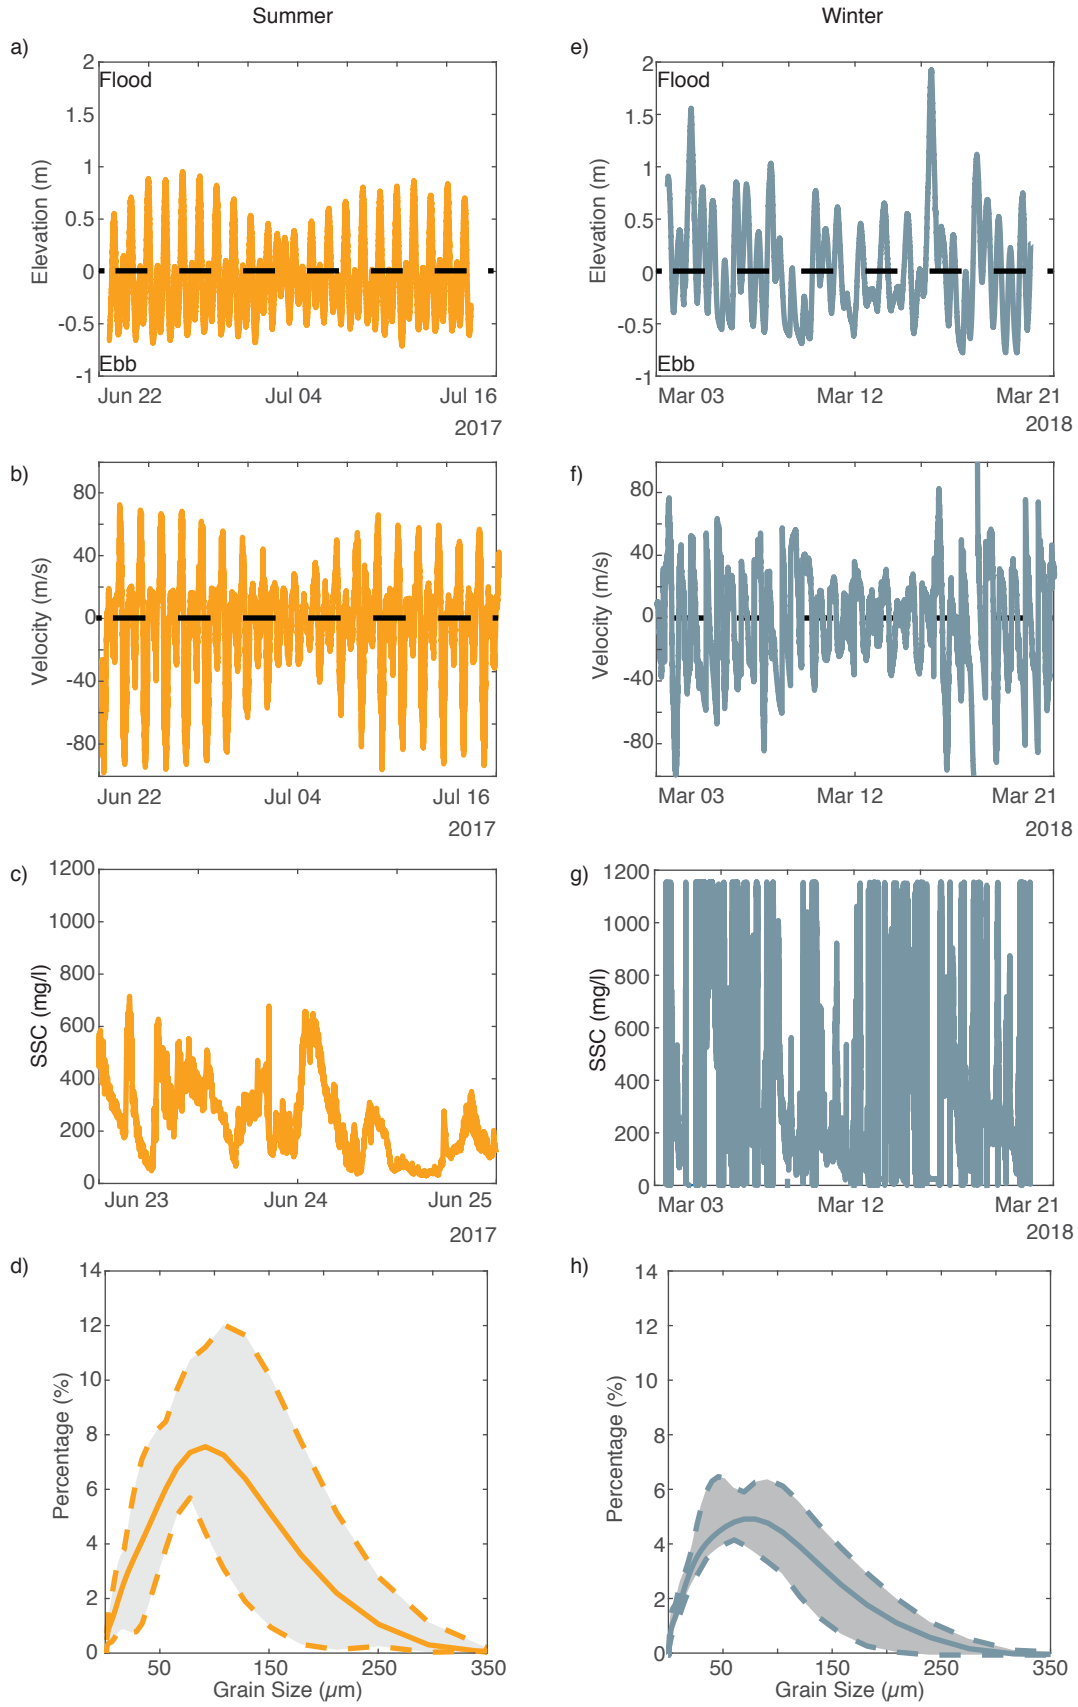 Summer
Winter
a)
2
Flood
1.5
1
0.5
0
-0.5
Ebb
-1
Elevation (m)
Jun 22
Jul 04
Jul 16
2017
e)
2
Flood
1.5
1
0.5
0
-0.5
Ebb
-1
Elevation (m)
Mar 03
Mar 12
Mar 21
2018
b)
80
40
0
-40
-80
Velocity (m/s)
Jun 22
Jul 04
Jul 16
2017
f)
80
40
0
-40
-80
Velocity (m/s)
Mar 03
Mar 12
Mar 21
2018
c)
1200
1000
800
600
400
200
0
SSC (mg/l)
Jun 23
Jun 24
Jun 25
2017
g)
1200
1000
800
600
400
200
0
SSC (mg/l)
Mar 03
Mar 12
Mar 21
2018
d)
14
12
10
8
6
4
2
0
Percentage (%)
50
150
250
350
Grain Size (µm)
h)
14
12
10
8
6
4
2
0
Percentage (%)
50
150
250
350
Grain Size (µm)